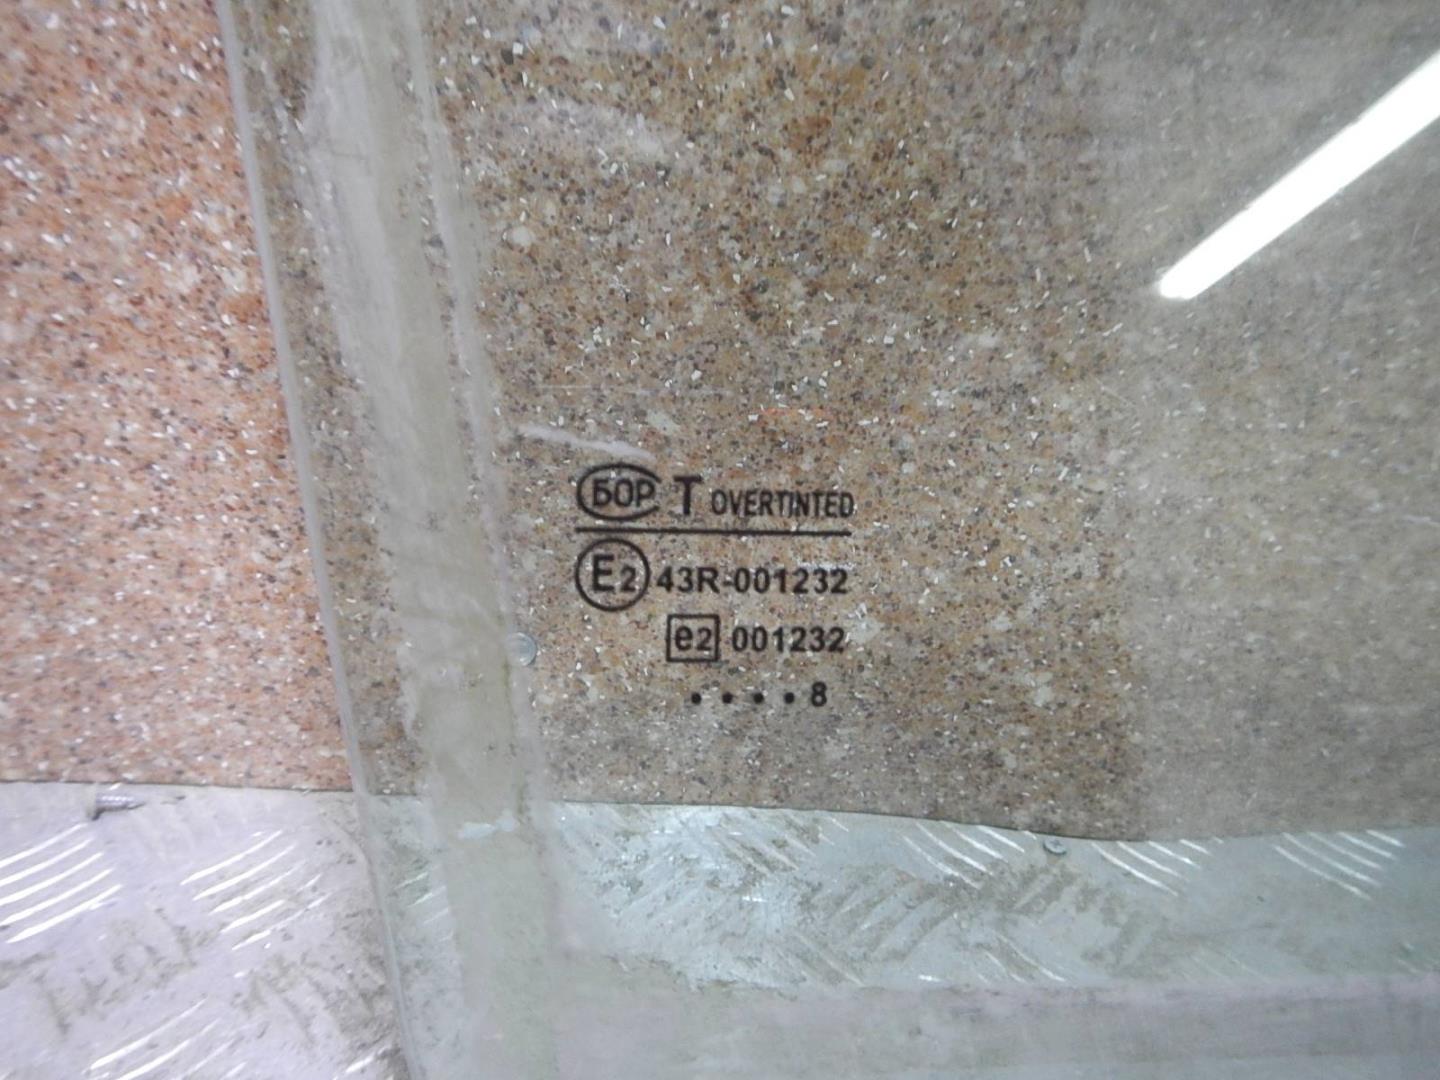 БОР T OVERTINTED
E2 43R-001232
e2 001232
....8